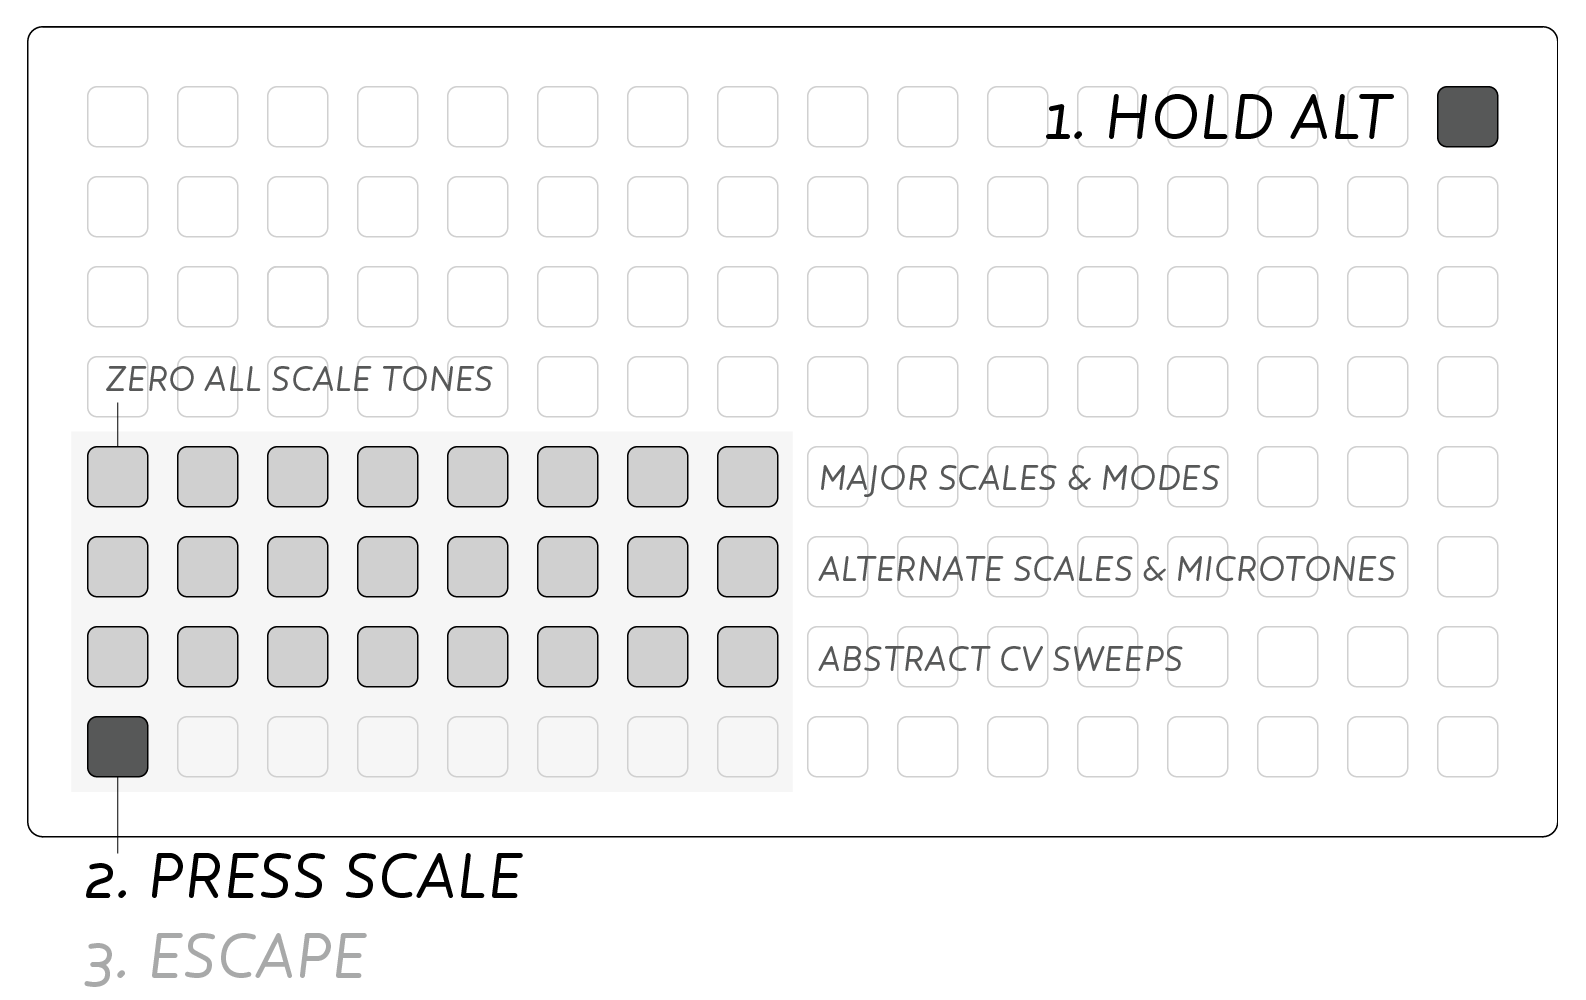 1. HOLD ALT
ZERO ALL SCALE TONES
MAJOR SCALES & MODES
ALTERNATE SCALES & MICROTONES
ABSTRACT CV SWEEPS
2. PRESS SCALE
3. ESCAPE